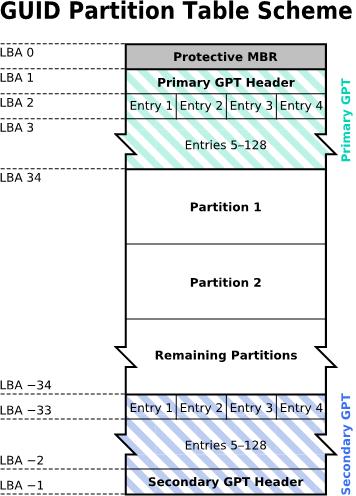 GUID Partition Table Scheme
LBA 0
Protective MBR
LBA 1
Primary GPT Header
LBA 2
Entry 1 Entry 2 Entry 3 Entry 4
LBA 3
Entries 5–128
Primary GPT
LBA 34
Partition 1
Partition 2
Remaining Partitions
LBA −34
LBA −33
Entry 1 Entry 2 Entry 3 Entry 4
Entries 5–128
LBA −2
Secondary GPT Header
LBA −1
Secondary GPT